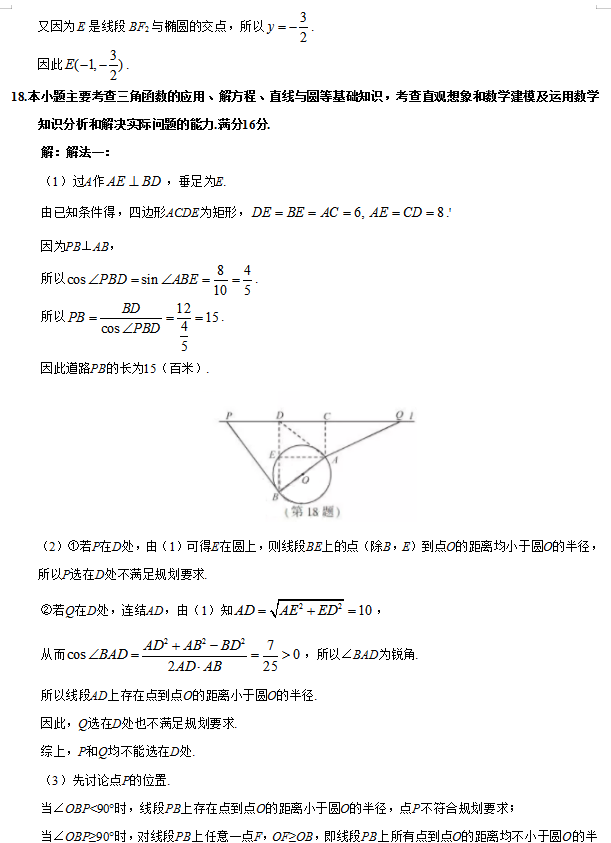 又因为E是线段BF₂与椭圆的交点，所以 y = −3/2 .
因此 E(−1, −3/2) .
18.本小题主要考查三角函数的应用、解方程、直线与圆等基础知识，考查直观想象和数学建模及运用数学
知识分析和解决实际问题的能力.满分16分.
解：解法一：
（1）过A作 AE ⊥ BD ，垂足为E.
由已知条件得，四边形ACDE为矩形， DE = BE = AC = 6, AE = CD = 8 .'
因为PB⊥AB，
所以 cos ∠PBD = sin ∠ABE = 8/10 = 4/5 .
所以 PB = BD/cos ∠PBD = 12/(4/5) = 15 .
因此道路PB的长为15（百米）.
P D C Q l
E A
O
B
(第 18 题)
（2）①若P在D处，由（1）可得E在圆上，则线段BE上的点（除B，E）到点O的距离均小于圆O的半径，
所以P选在D处不满足规划要求.
②若Q在D处，连结AD，由（1）知 AD = √(AE² + ED²) = 10 ，
从而 cos ∠BAD = (AD² + AB² − BD²)/(2AD · AB) = 7/25 > 0 ，所以∠BAD为锐角.
所以线段AD上存在点到点O的距离小于圆O的半径.
因此，Q选在D处也不满足规划要求.
综上，P和Q均不能选在D处.
（3）先讨论点P的位置.
当∠OBP<90°时，线段PB上存在点到点O的距离小于圆O的半径，点P不符合规划要求；
当∠OBP≥90°时，对线段PB上任意一点F，OF≥OB，即线段PB上所有点到点O的距离均不小于圆O的半